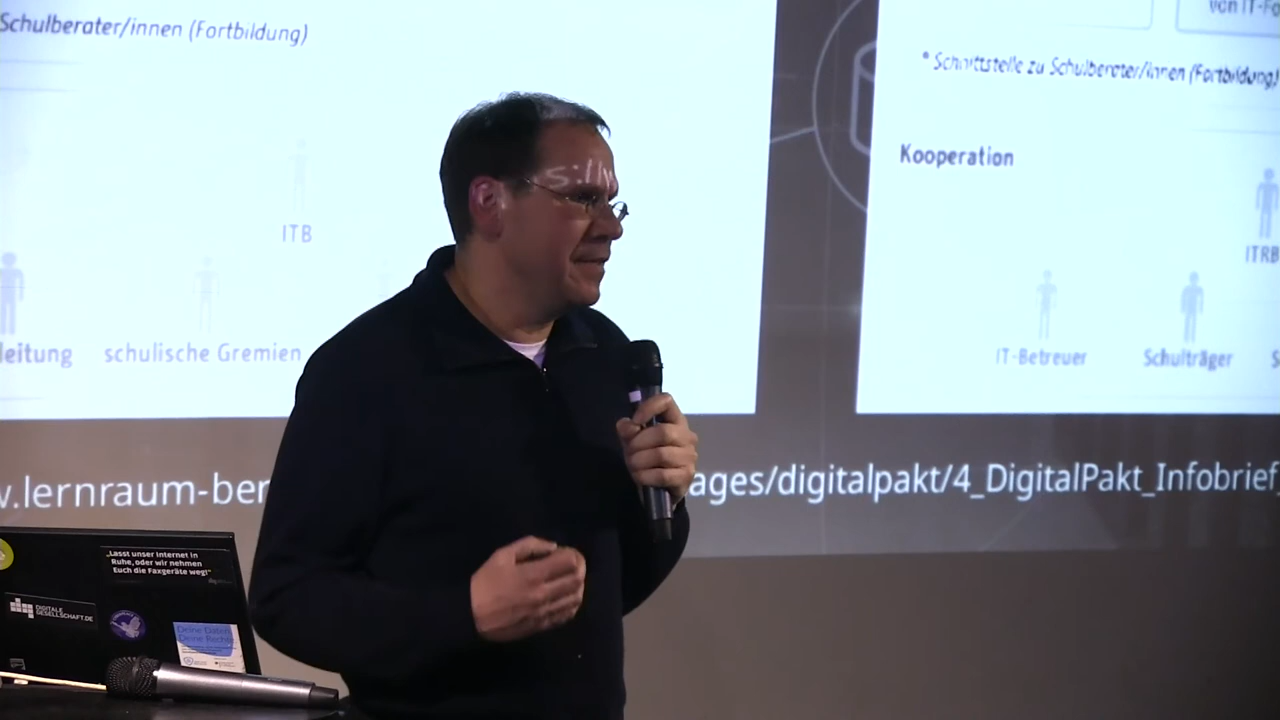 Schulberater/innen (Fortbildung)
ITB
leitung
schulische Gremien
von IT-Fo
* Schnittstelle zu Schulberater/innen (Fortbildung)
Kooperation
ITRB
IT-Betreuer
Schulträger
S
w.lernraum-ber
ages/digitalpakt/4_DigitalPakt_Infobrief_
„Lasst unser Internet in
Ruhe, oder wir nehmen
Euch die Faxgeräte weg!“
DIGITALE
GESELLSCHAFT.DE
Deine Daten
Deine Rechte